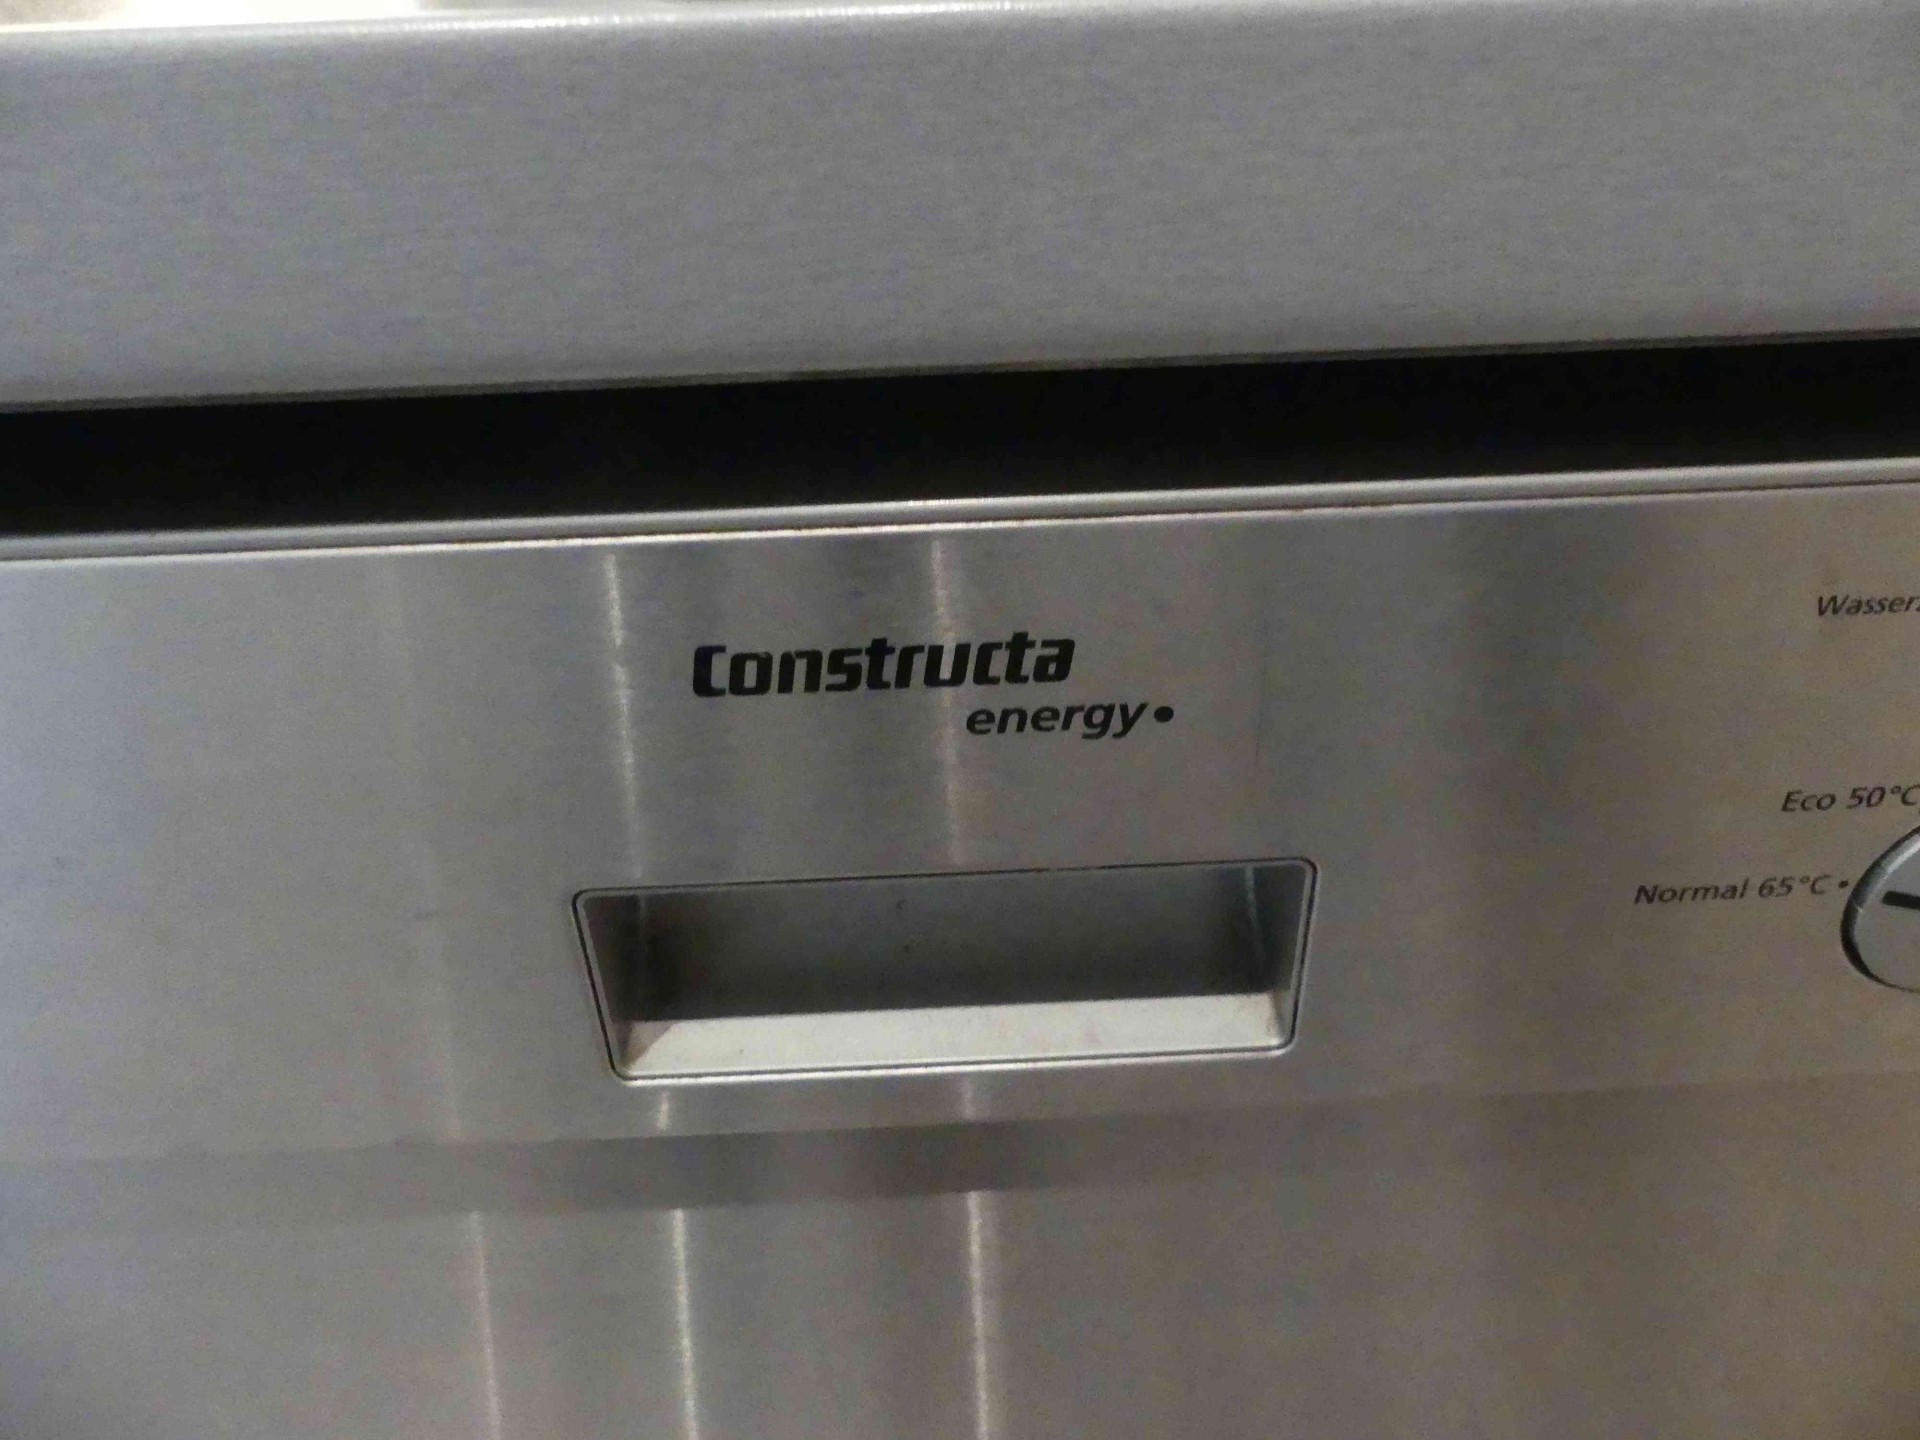 Constructa
energy
Eco 50°C
Normal 65°C